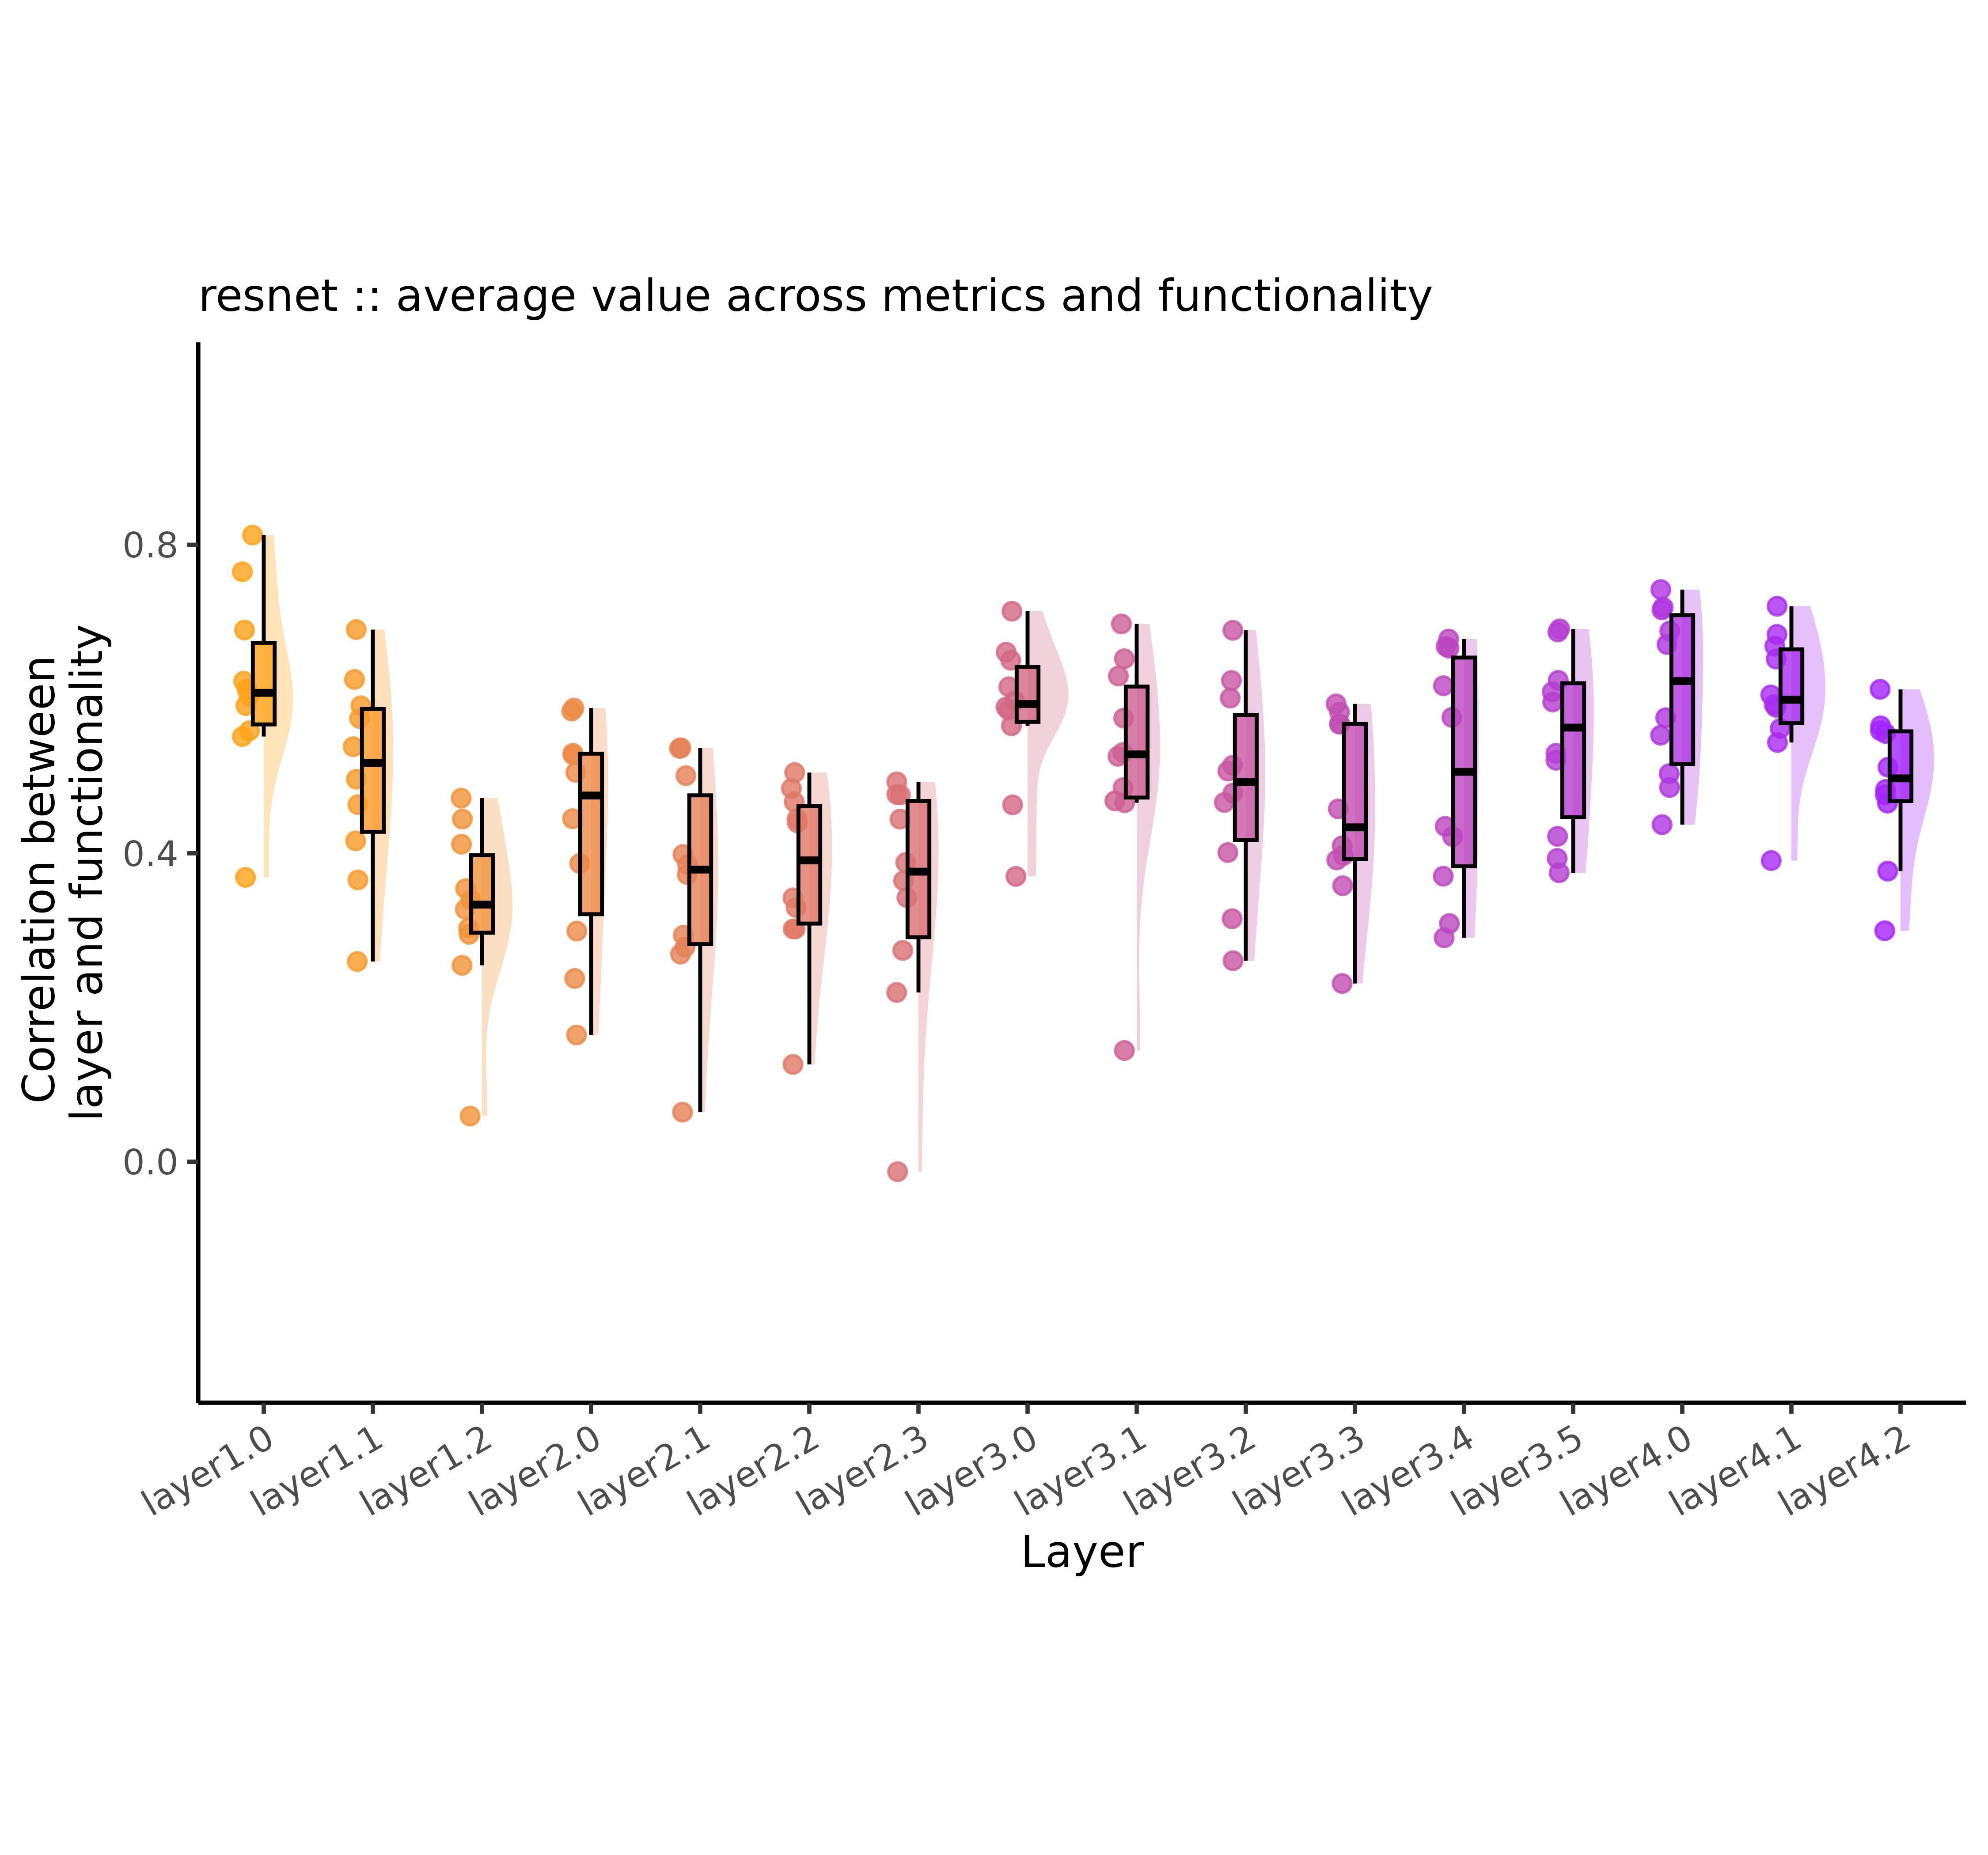 resnet :: average value across metrics and functionality
Correlation between
layer and functionality
0.8
0.4
0.0
layer1.0
layer1.1
layer1.2
layer2.0
layer2.1
layer2.2
layer2.3
layer3.0
layer3.1
layer3.2
layer3.3
layer3.4
layer3.5
layer4.0
layer4.1
layer4.2
Layer